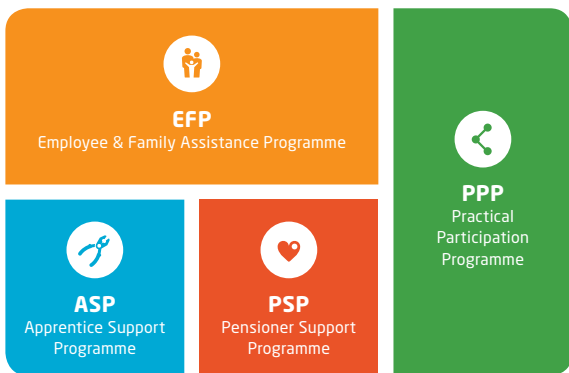 EFP
Employee & Family Assistance Programme
PPP
Practical
Participation
Programme
ASP
Apprentice Support
Programme
PSP
Pensioner Support
Programme